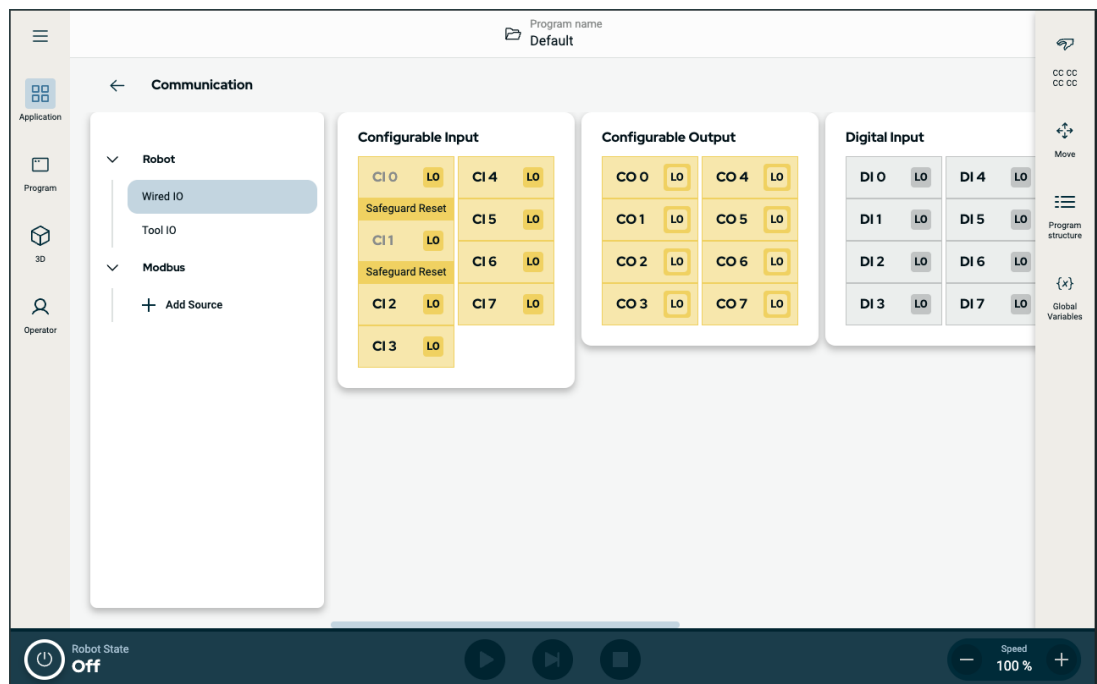 Program name
Default
Application
Program
3D
Operator
Communication
Robot
Wired IO
Tool IO
Modbus
Add Source
Configurable Input
CI 0 LO CI 4 LO
Safeguard Reset
CI 5 LO
CI 1 LO
CI 6 LO
Safeguard Reset
CI 2 LO CI 7 LO
CI 3 LO
Configurable Output
CO 0 LO CO 4 LO
CO 1 LO CO 5 LO
CO 2 LO CO 6 LO
CO 3 LO CO 7 LO
Digital Input
DI 0 LO DI 4 LO
DI 1 LO DI 5 LO
DI 2 LO DI 6 LO
DI 3 LO DI 7 LO
CC CC
CC CC
Move
Program
structure
{x}
Global
Variables
Robot State
Off
Speed
100 %